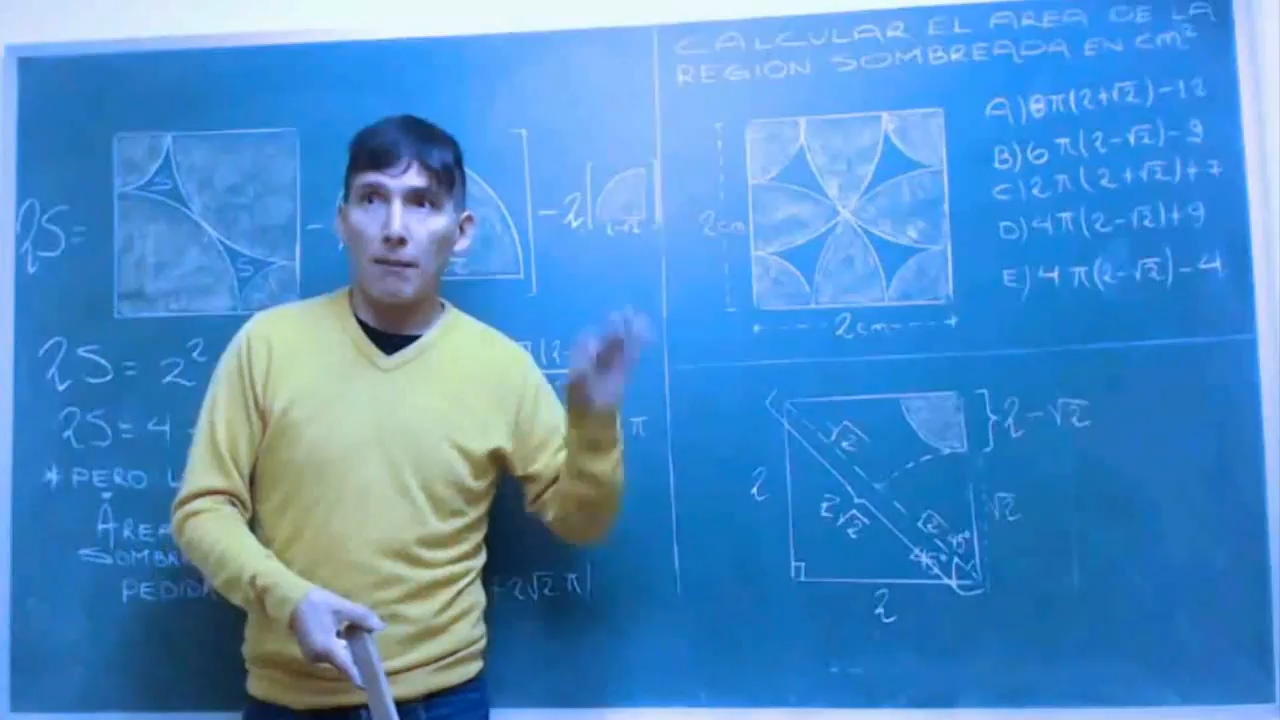 CALCULAR EL AREA DE LA
REGION SOMBREADA EN cm²
A) 8π(2+√2)-12
B) 6π(2-√2)-9
C) 2π(2+√2)+7
D) 4π(2-√2)+9
E) 4π(2-√2)-4
2cm
2cm
2S=
S
S
-
-2[
2-√2
2S= 2²
2S=4
π
* PERO
ÁREA
SOMBR
PEDIDA
2√2π
2
√2
2√2
√2
45°
45°
2-√2
√2
2